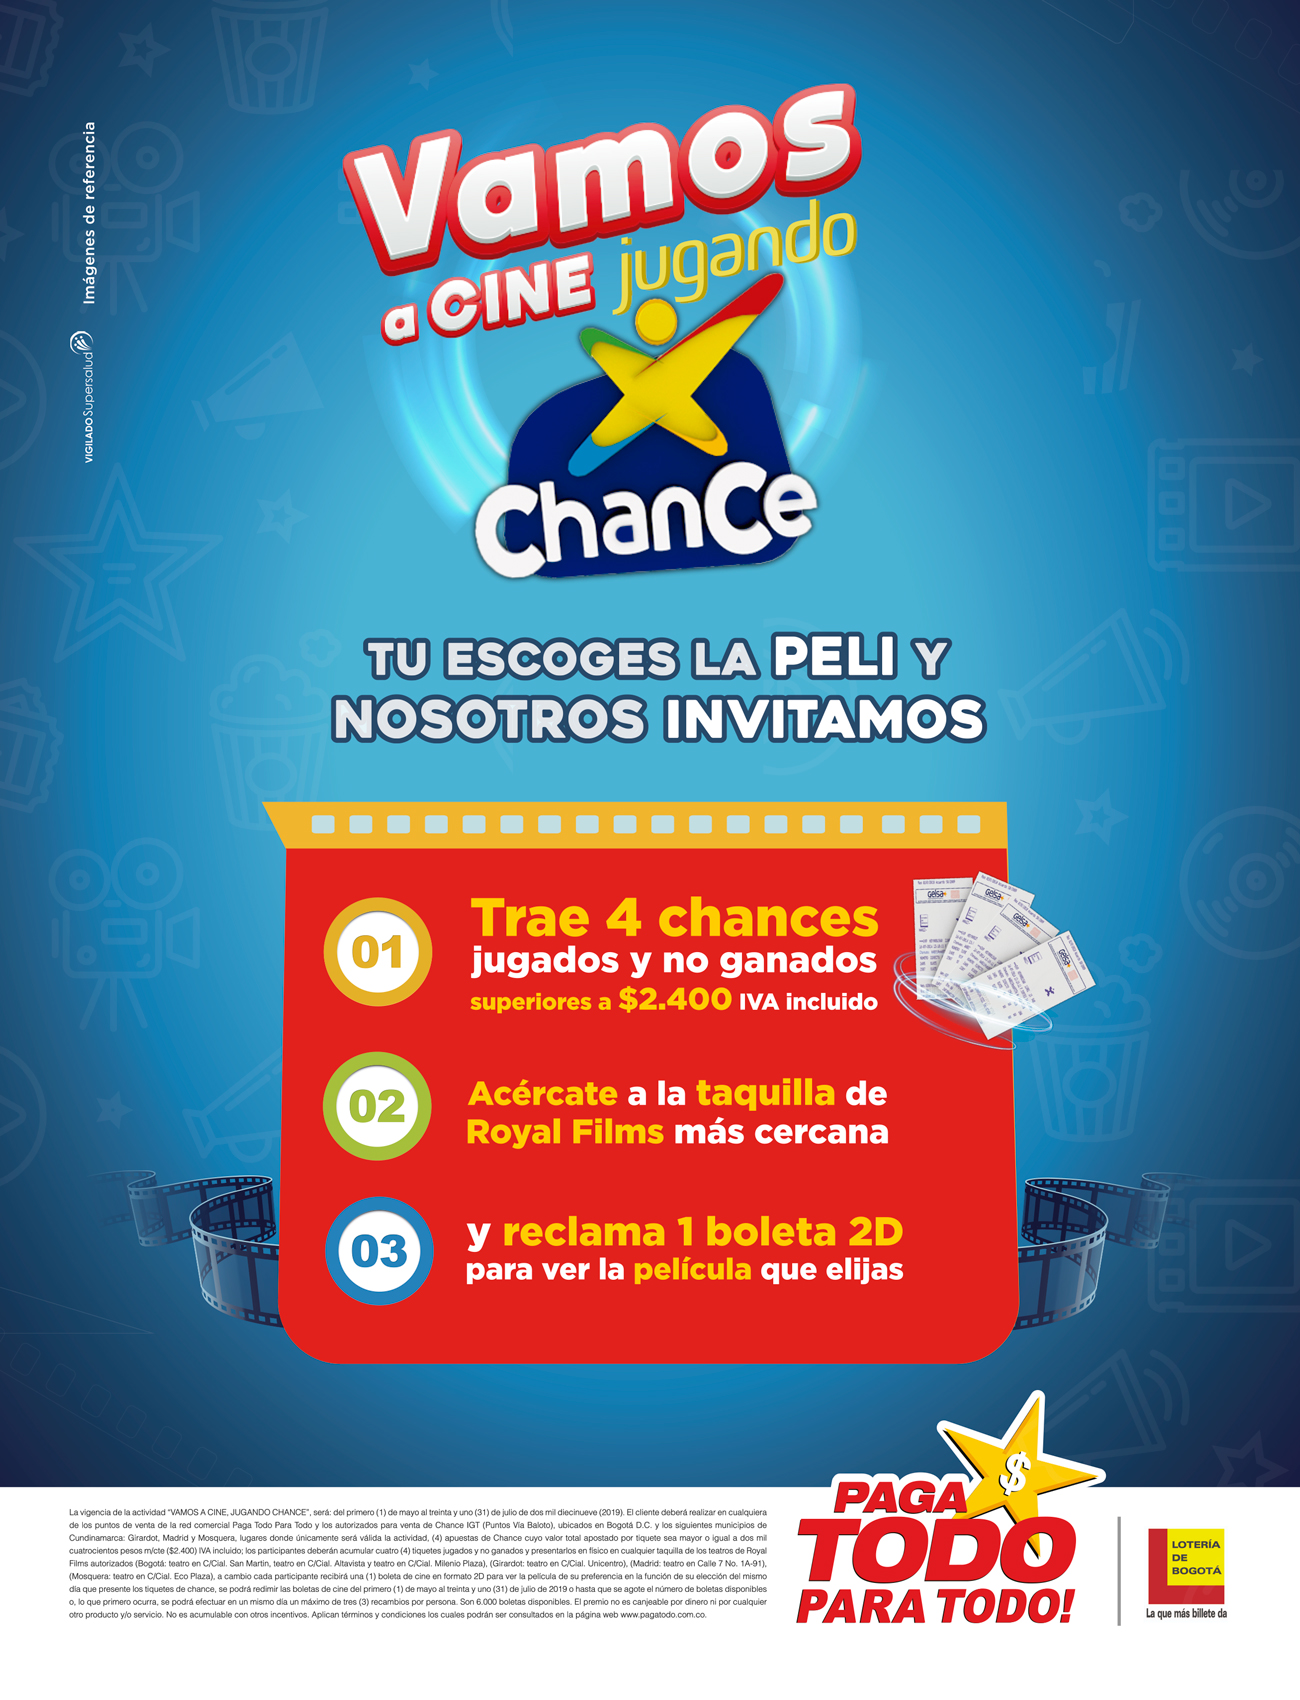 Imágenes de referencia
VIGILADO Supersalud
Vamos
a CINE jugando
ChanCe
TU ESCOGES LA PELI Y
NOSOTROS INVITAMOS
01
Trae 4 chances
jugados y no ganados
superiores a $2.400 IVA incluido
Gelsa
Gelsa
Gelsa
Gelsa
02
Acércate a la taquilla de
Royal Films más cercana
03
y reclama 1 boleta 2D
para ver la película que elijas
La vigencia de la actividad "VAMOS A CINE, JUGANDO CHANCE", será: del primero (1) de mayo al treinta y uno (31) de julio de dos mil diecinueve (2019). El cliente deberá realizar en cualquiera
de los puntos de venta de la red comercial Paga Todo Para Todo y los autorizados para venta de Chance IGT (Puntos Vía Baloto), ubicados en Bogotá D.C. y los siguientes municipios de
Cundinamarca: Girardot, Madrid y Mosquera, lugares donde únicamente será válida la actividad, (4) apuestas de Chance cuyo valor total apostado por tiquete sea mayor o igual a dos mil
cuatrocientos pesos m/cte ($2.400) IVA incluido; los participantes deberán acumular cuatro (4) tiquetes jugados y no ganados y presentarlos en físico en cualquier taquilla de los teatros de Royal
Films autorizados (Bogotá: teatro en C/Cial. San Martin, teatro en C/Cial. Altavista y teatro en C/Cial. Milenio Plaza), (Girardot: teatro en C/Cial. Unicentro), (Madrid: teatro en Calle 7 No. 1A-91),
(Mosquera: teatro en C/Cial. Eco Plaza), a cambio cada participante recibirá una (1) boleta de cine en formato 2D para ver la película de su preferencia en la función de su elección del mismo
día que presente los tiquetes de chance, se podrá redimir las boletas de cine del primero (1) de mayo al treinta y uno (31) de julio de 2019 o hasta que se agote el número de boletas disponibles
o, lo que primero ocurra, se podrá efectuar en un mismo día un máximo de tres (3) recambios por persona. Son 6.000 boletas disponibles. El premio no es canjeable por dinero ni por cualquier
otro producto y/o servicio. No es acumulable con otros incentivos. Aplican términos y condiciones los cuales podrán ser consultados en la página web www.pagatodo.com.co.
$
PAGA
TODO
PARA TODO!
LOTERÍA
DE
BOGOTÁ
La que más billete da